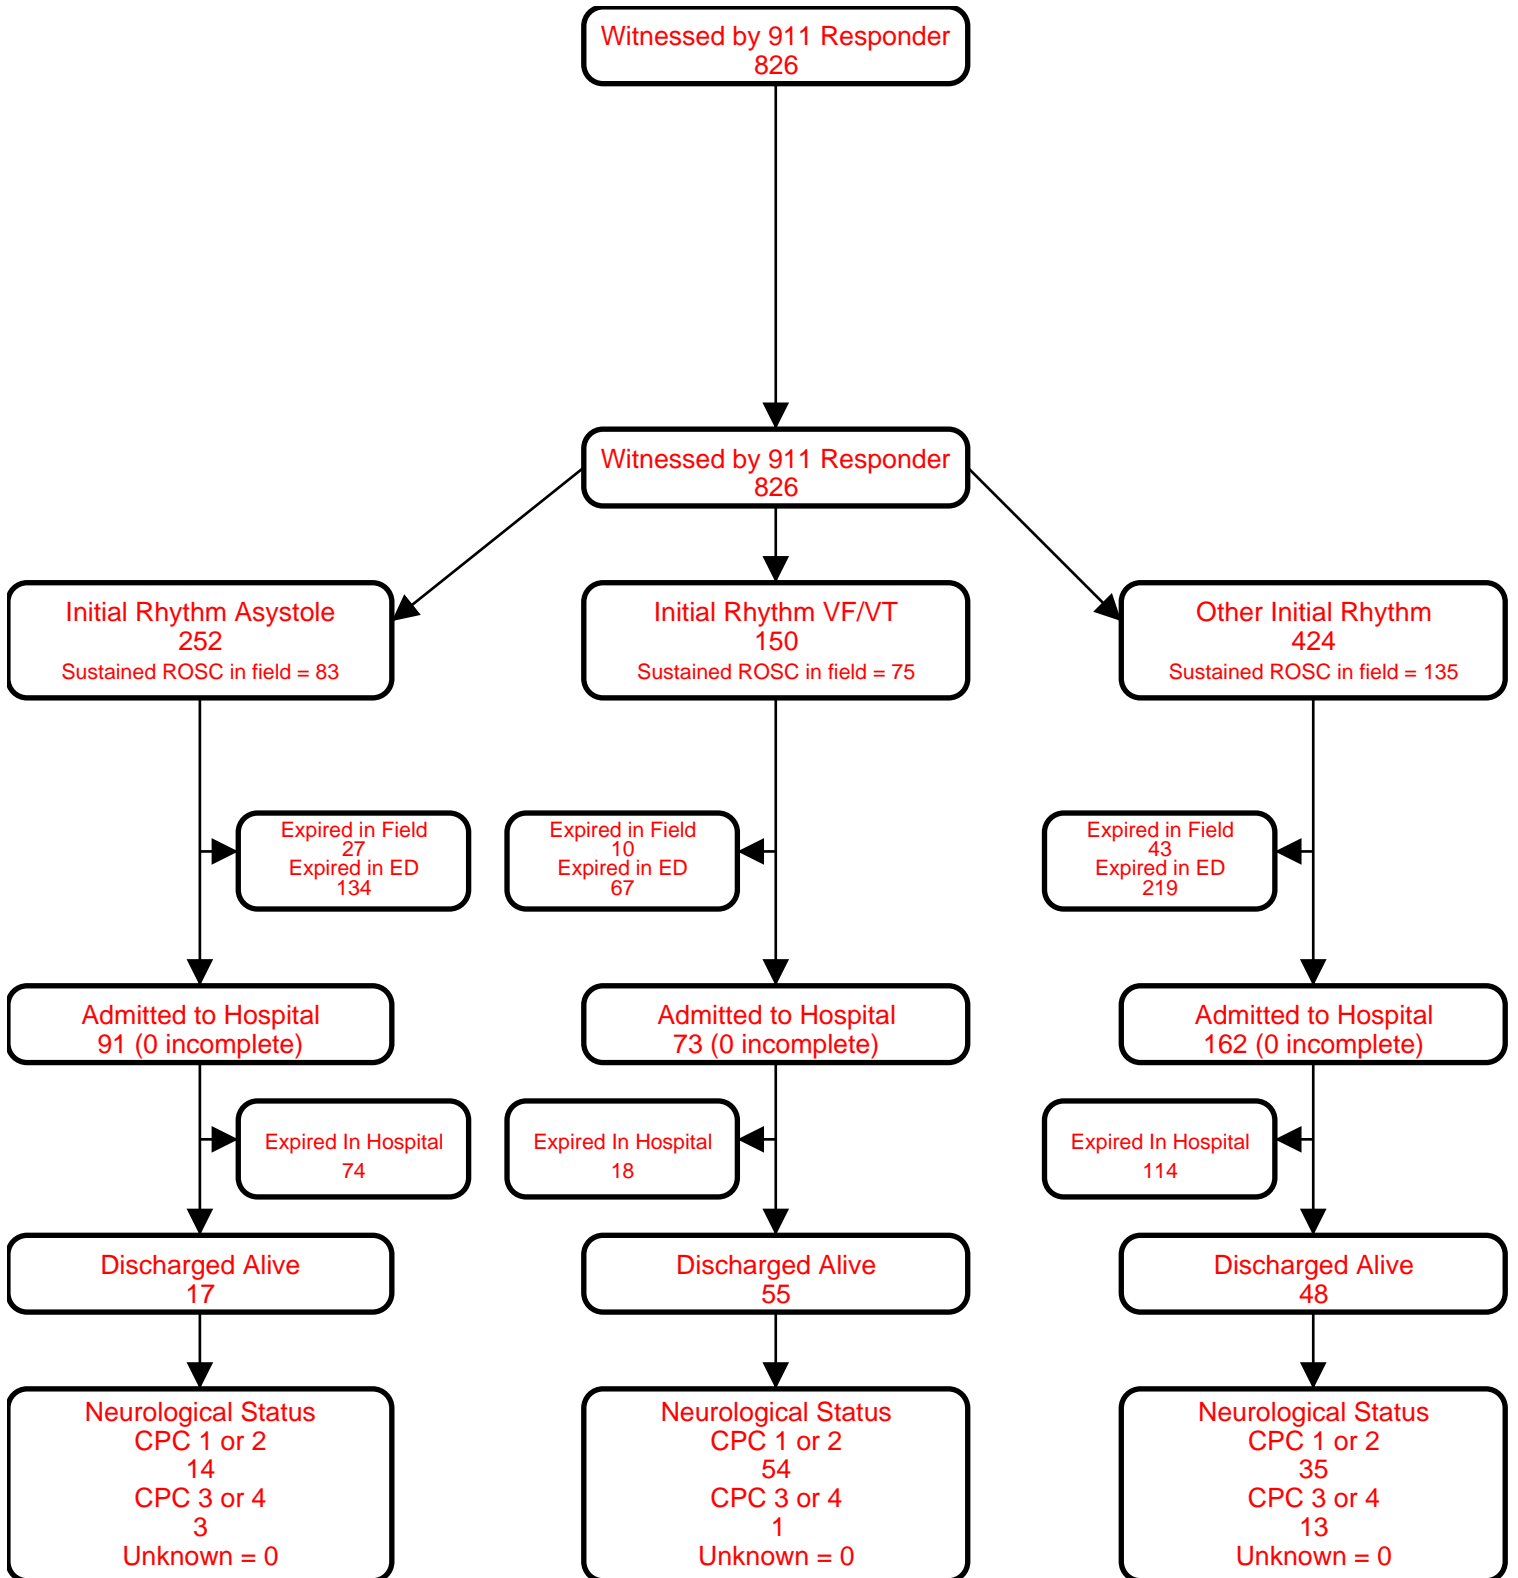 Witnessed by 911 Responder
826
Witnessed by 911 Responder
826
Initial Rhythm Asystole
252
Sustained ROSC in field = 83
Initial Rhythm VF/VT
150
Sustained ROSC in field = 75
Other Initial Rhythm
424
Sustained ROSC in field = 135
Expired in Field
27
Expired in ED
134
Expired in Field
10
Expired in ED
67
Expired in Field
43
Expired in ED
219
Admitted to Hospital
91 (0 incomplete)
Admitted to Hospital
73 (0 incomplete)
Admitted to Hospital
162 (0 incomplete)
Expired In Hospital
74
Expired In Hospital
18
Expired In Hospital
114
Discharged Alive
17
Discharged Alive
55
Discharged Alive
48
Neurological Status
CPC 1 or 2
14
CPC 3 or 4
3
Unknown = 0
Neurological Status
CPC 1 or 2
54
CPC 3 or 4
1
Unknown = 0
Neurological Status
CPC 1 or 2
35
CPC 3 or 4
13
Unknown = 0